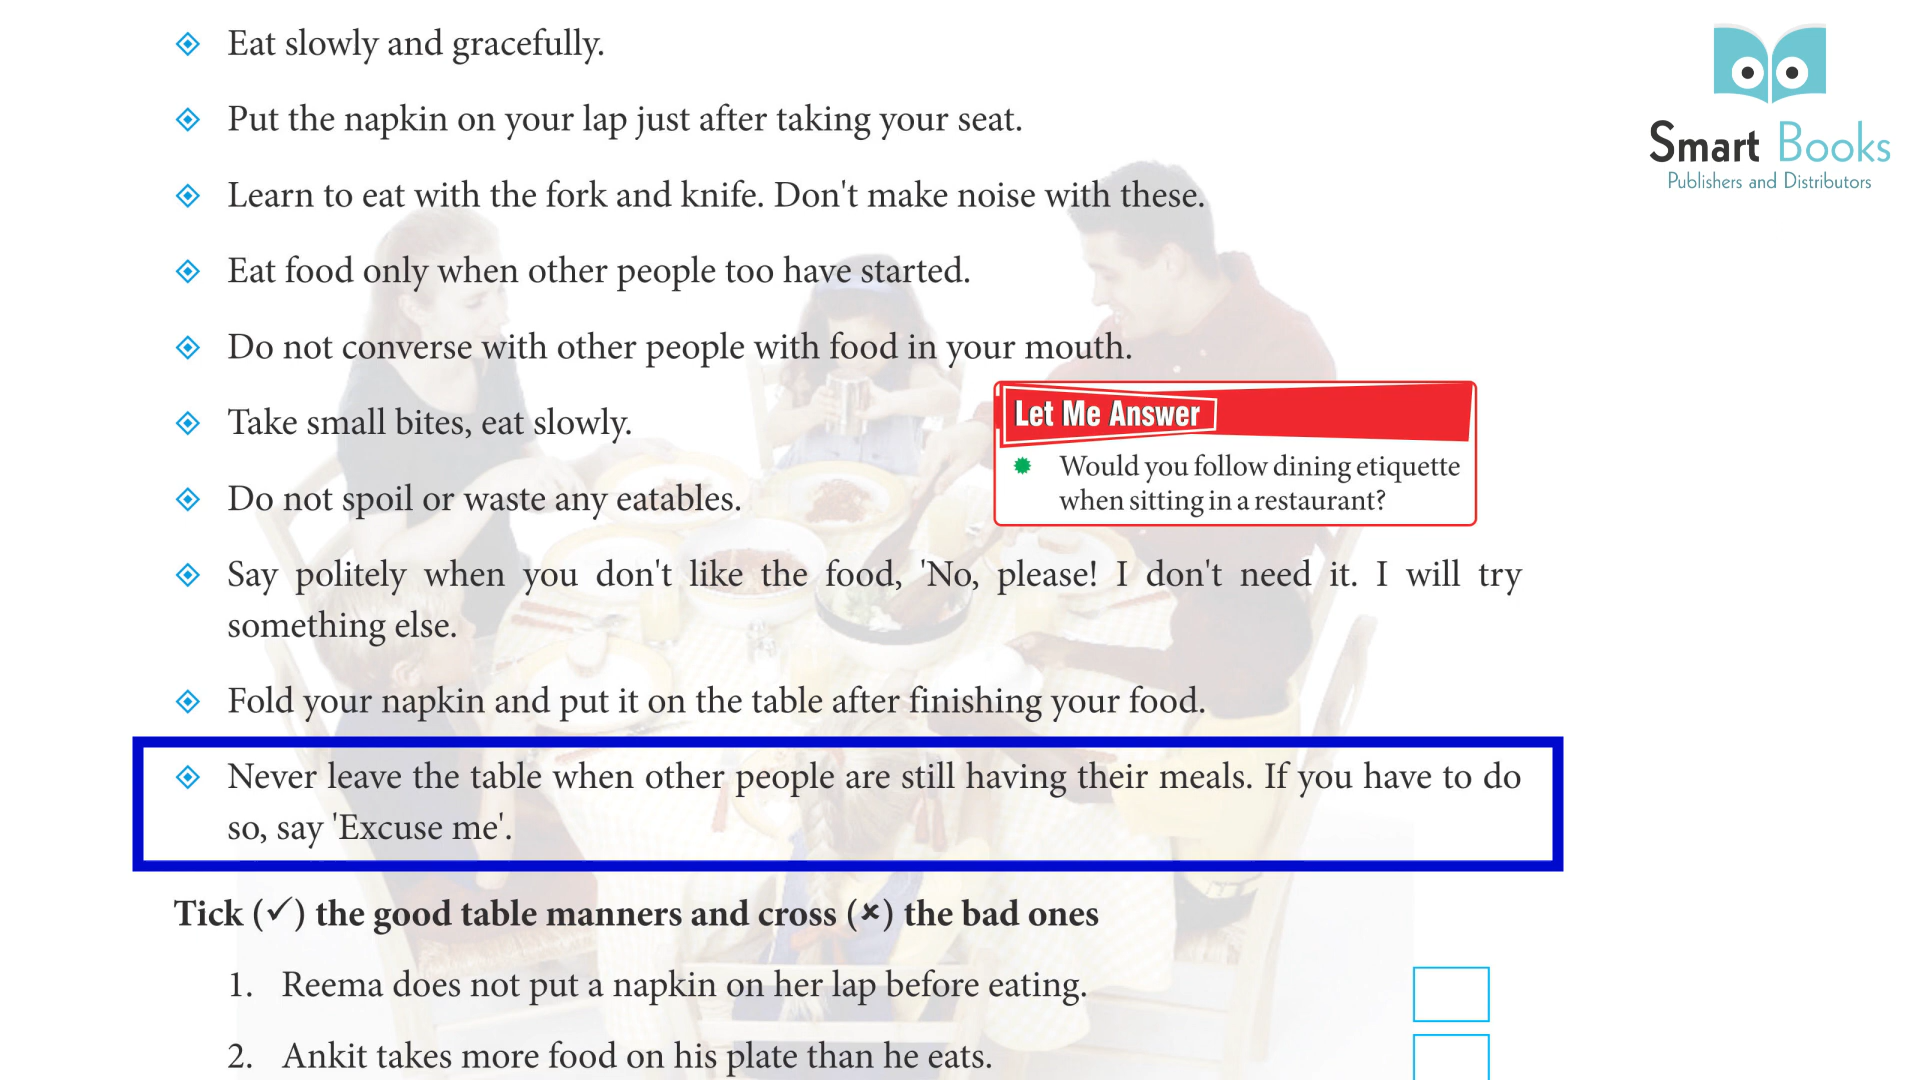 Eat slowly and gracefully.
Put the napkin on your lap just after taking your seat.
Learn to eat with the fork and knife. Don't make noise with these.
Eat food only when other people too have started.
Do not converse with other people with food in your mouth.
Take small bites, eat slowly.
Do not spoil or waste any eatables.
Say politely when you don't like the food, 'No, please! I don't need it. I will try
something else.
Fold your napkin and put it on the table after finishing your food.
Never leave the table when other people are still having their meals. If you have to do
so, say 'Excuse me'.
Tick (✓) the good table manners and cross (✗) the bad ones
1. Reema does not put a napkin on her lap before eating.
2. Ankit takes more food on his plate than he eats.
Let Me Answer
Would you follow dining etiquette
when sitting in a restaurant?
Smart Books
Publishers and Distributors